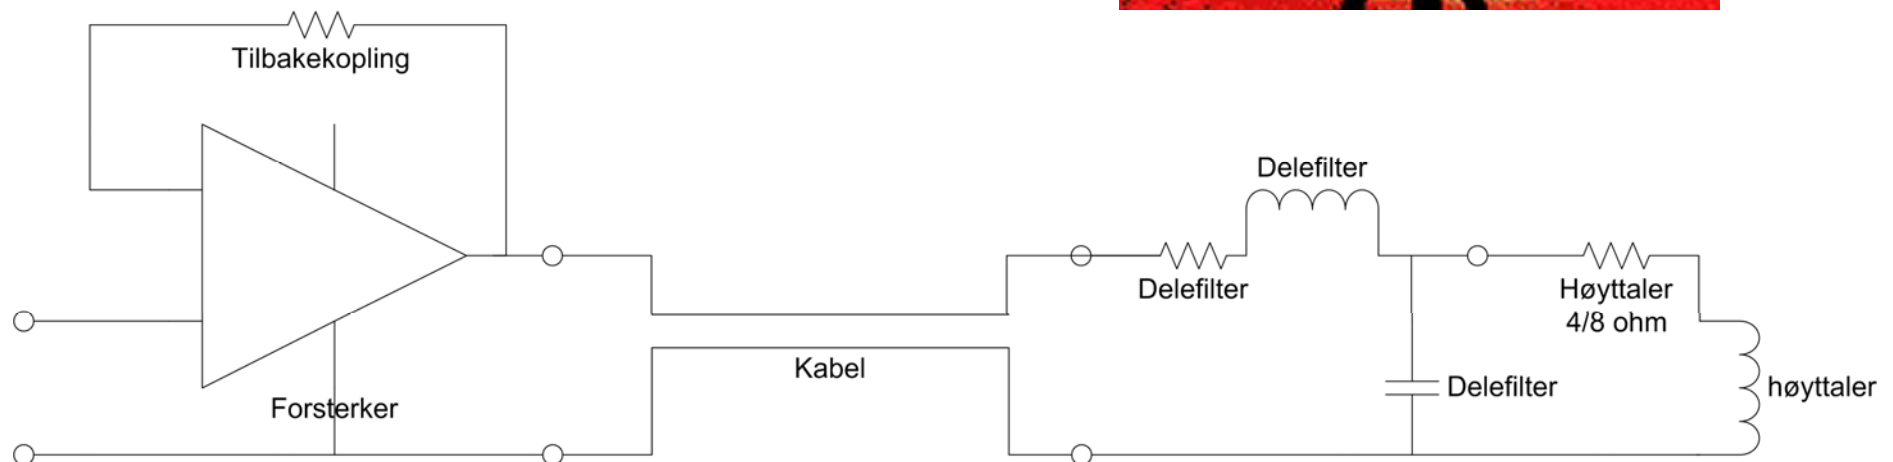 Tilbakekopling
Delefilter
Delefilter
Høyttaler
4/8 ohm
Kabel
Delefilter
høyttaler
Forsterker